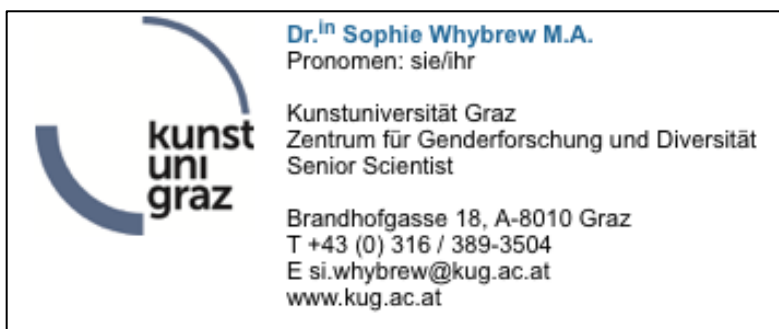 kunst
uni
graz
Dr.in Sophie Whybrew M.A.
Pronomen: sie/ihr
Kunstuniversität Graz
Zentrum für Genderforschung und Diversität
Senior Scientist
Brandhofgasse 18, A-8010 Graz
T +43 (0) 316 / 389-3504
E si.whybrew@kug.ac.at
www.kug.ac.at